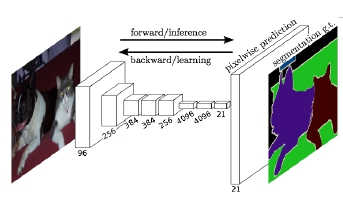 forward/inference
backward/learning
pixelwise prediction
segmentation g.t.
96
256
384
384
256
4096
4096
21
21